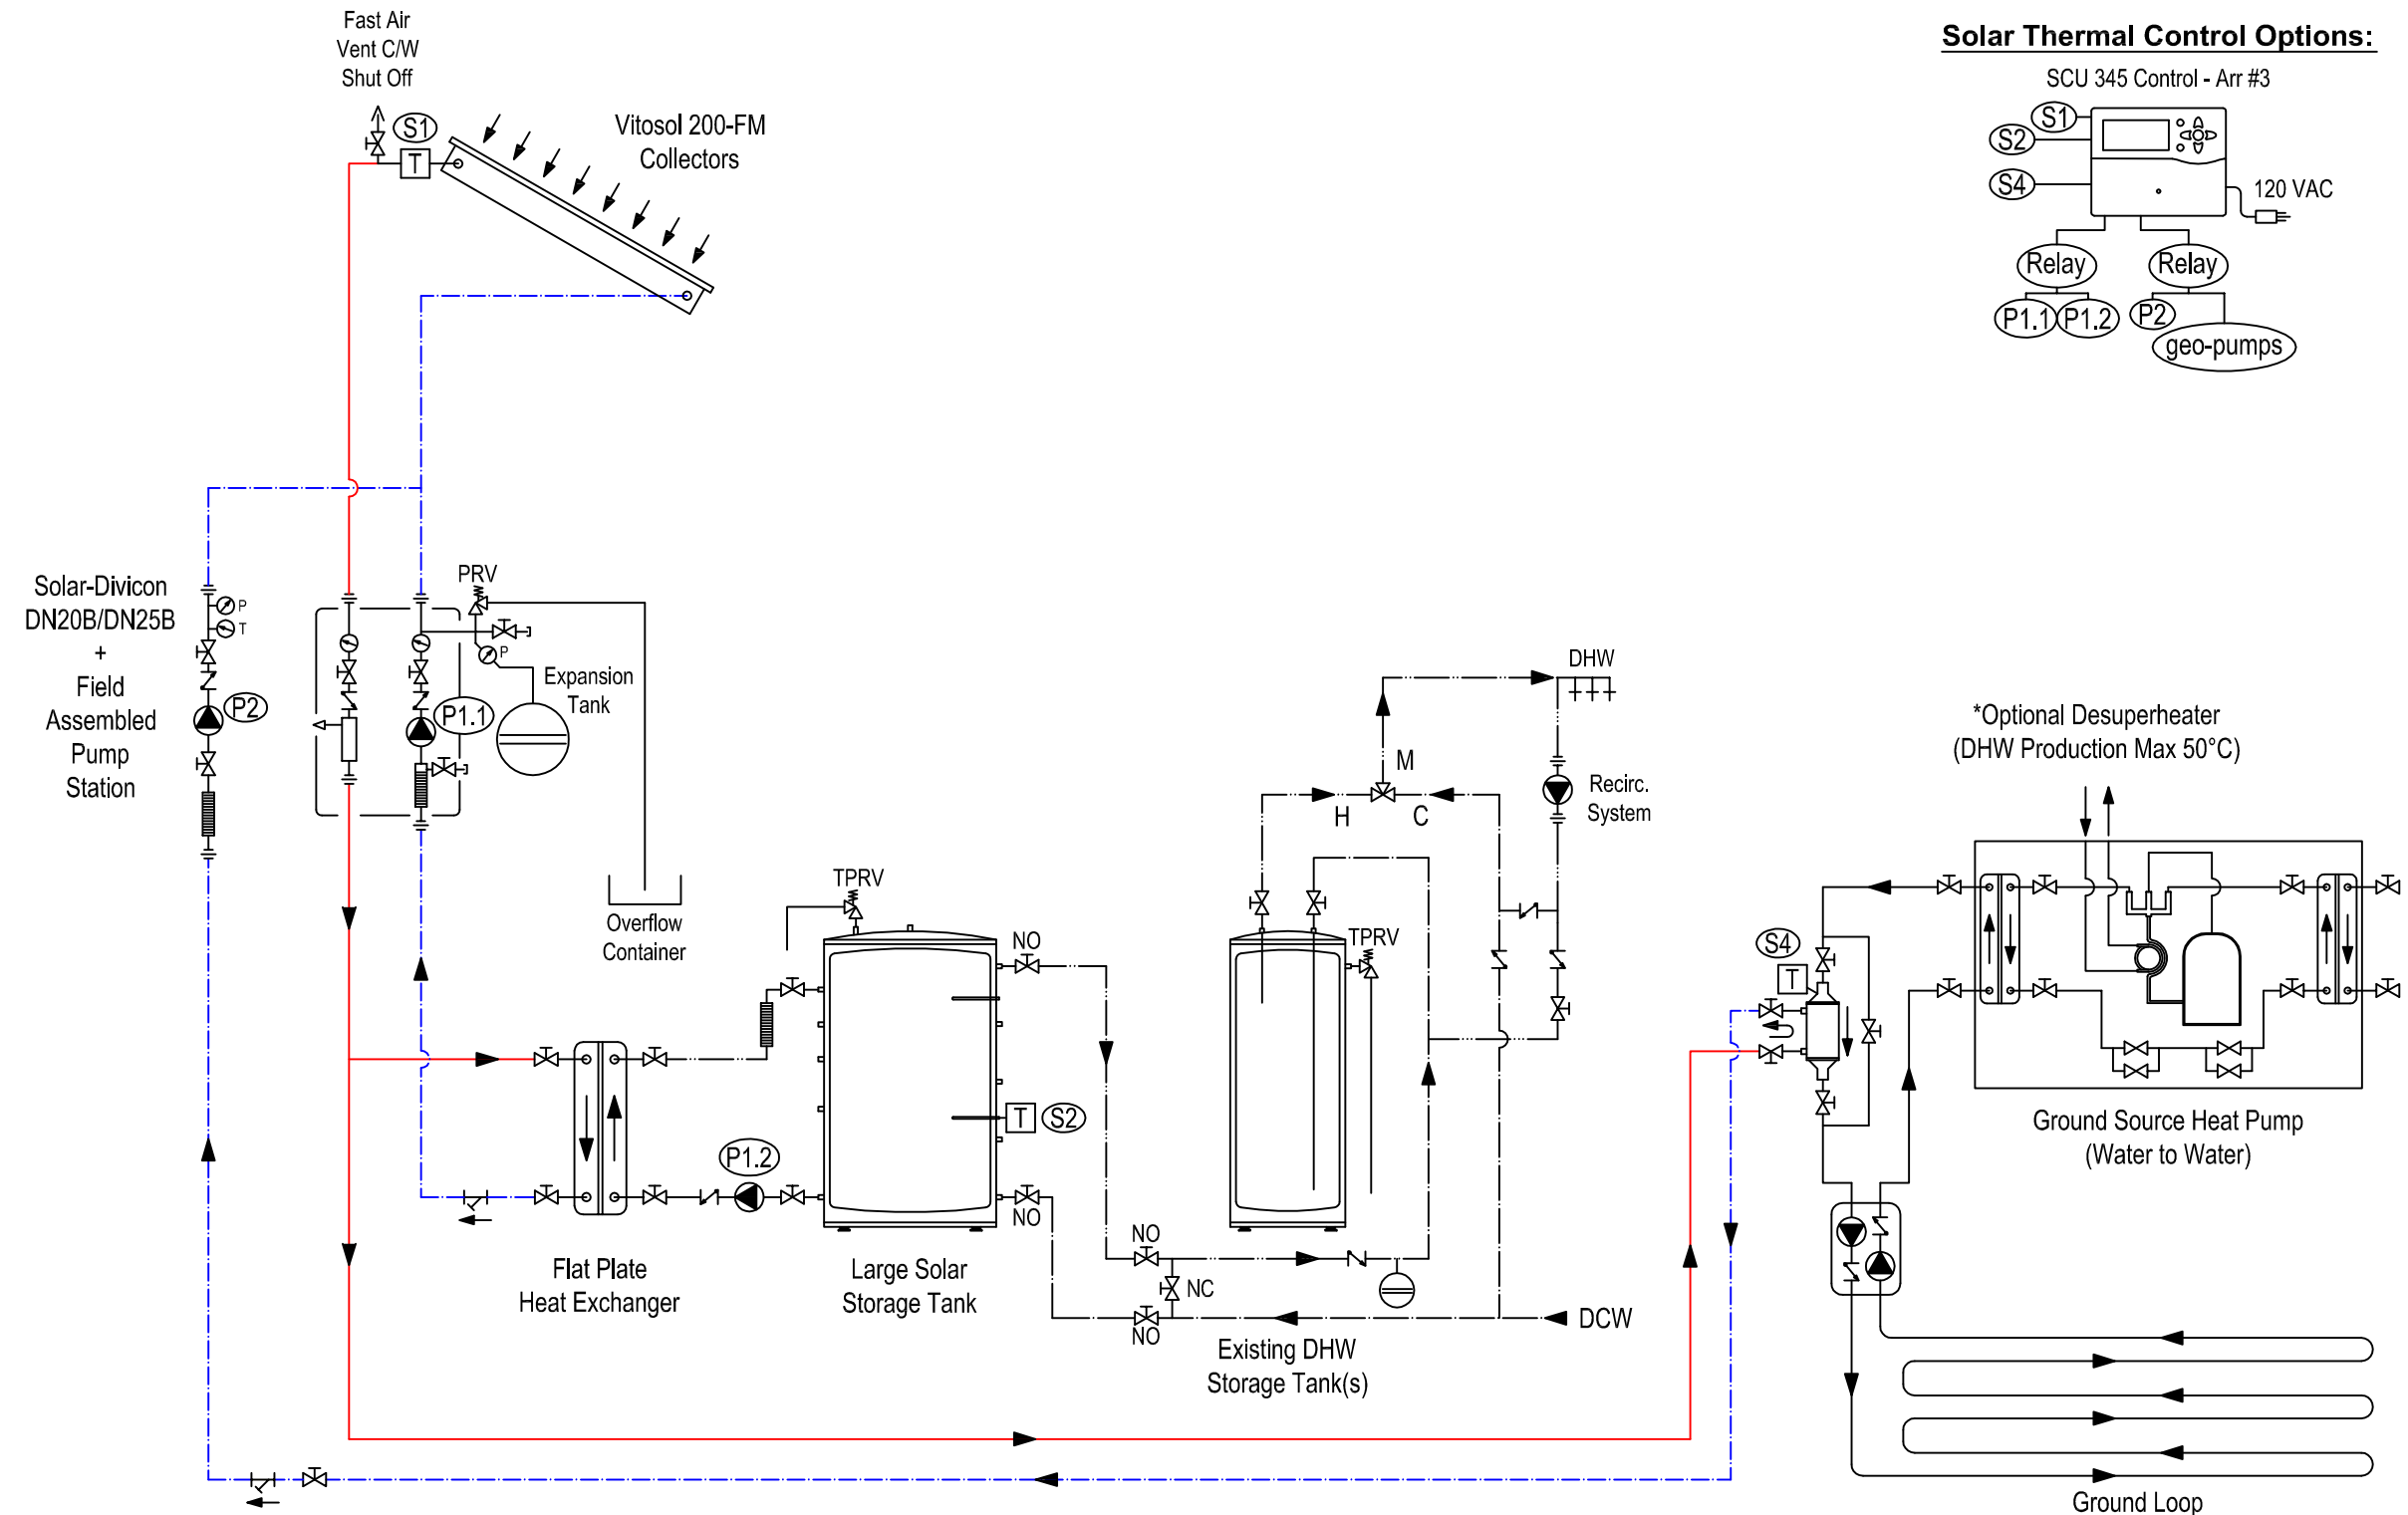 Fast Air
Vent C/W
Shut Off
S1
T
Vitosol 200-FM
Collectors
Solar Thermal Control Options:
SCU 345 Control - Arr #3
S1
S2
S4
120 VAC
Relay
Relay
P1.1
P1.2
P2
geo-pumps
Solar-Divicon
DN20B/DN25B
+
Field
Assembled
Pump
Station
P
T
P2
PRV
P
P1.1
Expansion
Tank
Overflow
Container
DHW
M
H
C
Recirc.
System
*Optional Desuperheater
(DHW Production Max 50°C)
TPRV
NO
TPRV
S4
T
T
S2
P1.2
NO
NO
NC
NO
DCW
Flat Plate
Heat Exchanger
Large Solar
Storage Tank
Existing DHW
Storage Tank(s)
Ground Source Heat Pump
(Water to Water)
Ground Loop